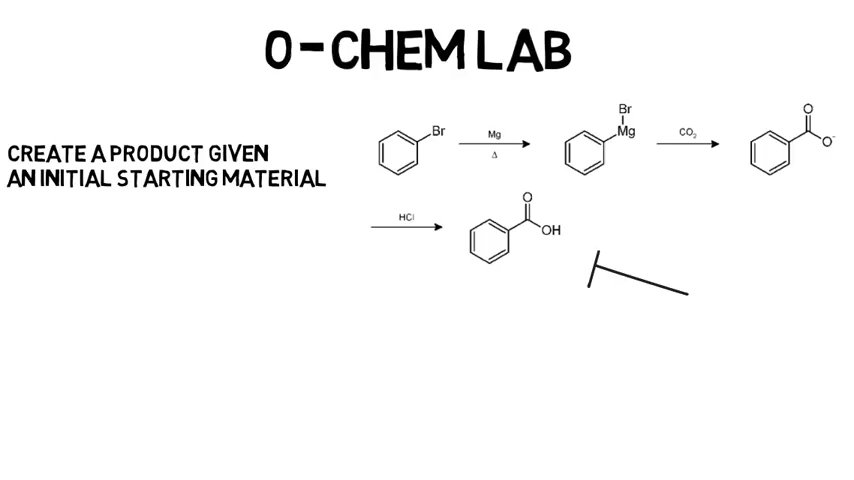 O-CHEM LAB
CREATE A PRODUCT GIVEN
AN INITIAL STARTING MATERIAL
Br
Mg
Δ
Br
Mg
CO₂
O
O⁻
HCl
O
OH